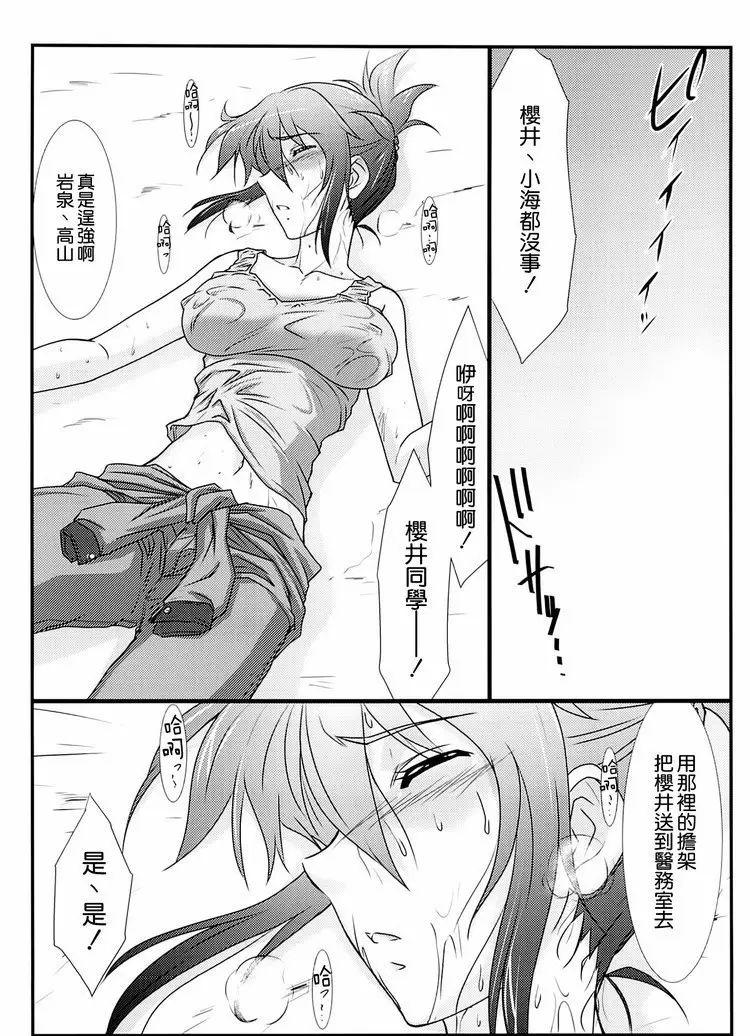 ピィィィィッ
櫻井、小海都沒事！
ドサッ…
咿呀啊啊啊啊啊啊！
櫻井同學——！
哈啊～
哈啊、啊、
哈啊っ
真是逞強啊
岩泉、高山
用那裡的擔架
把櫻井送到醫務室去
哈啊、
哈啊っ～
哈っ…
是、是！